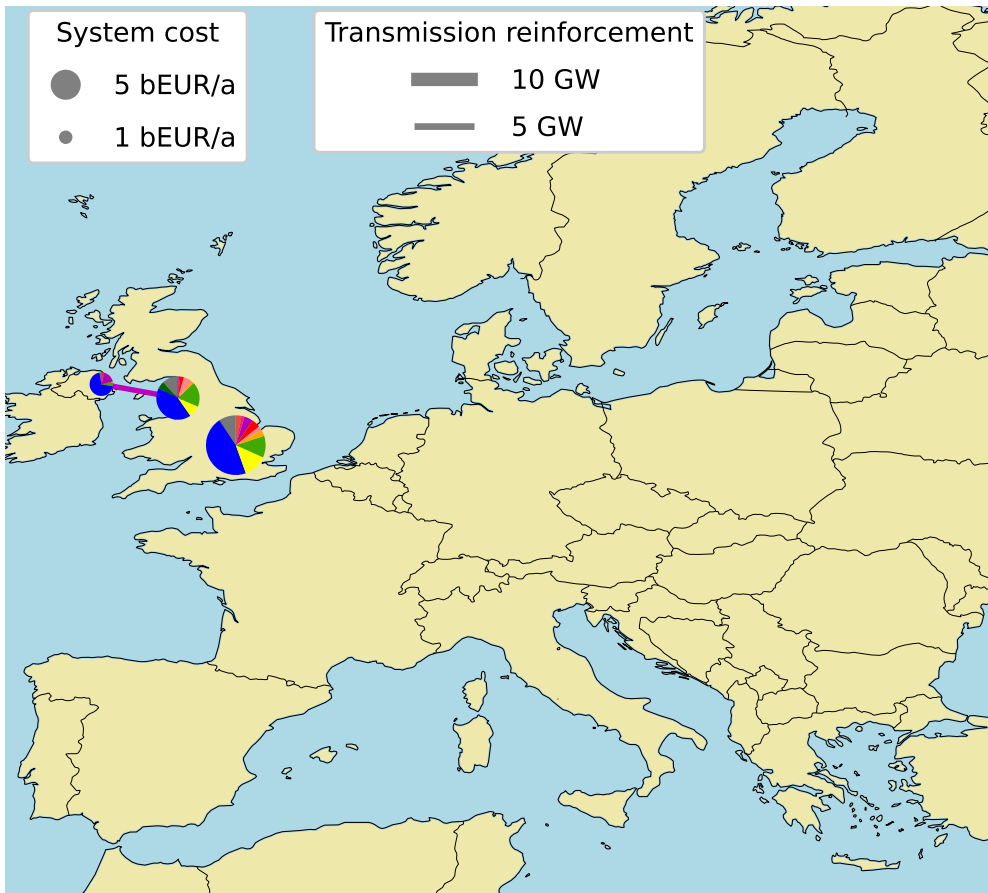 System cost
5 bEUR/a
1 bEUR/a
Transmission reinforcement
10 GW
5 GW